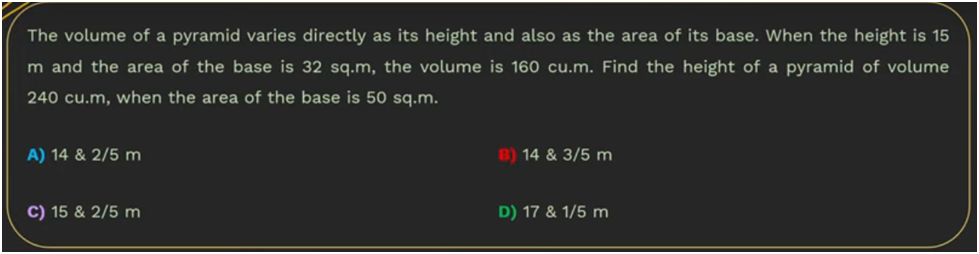 The volume of a pyramid varies directly as its height and also as the area of its base. When the height is 15
m and the area of the base is 32 sq.m, the volume is 160 cu.m. Find the height of a pyramid of volume
240 cu.m, when the area of the base is 50 sq.m.
A) 14 & 2/5 m
B) 14 & 3/5 m
C) 15 & 2/5 m
D) 17 & 1/5 m